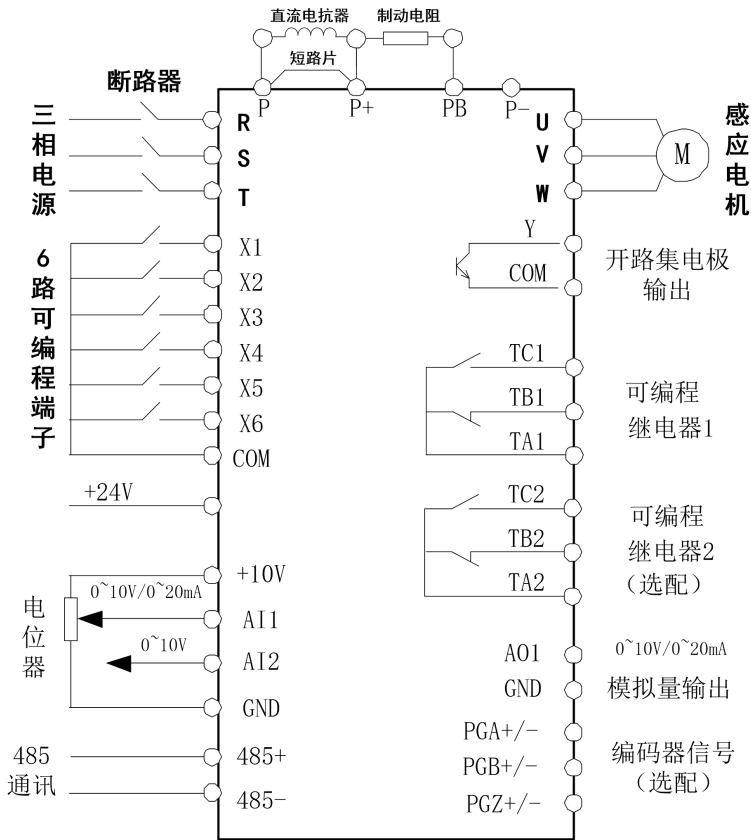 直流电抗器 制动电阻
短路片
断路器
P P+ PB P-
三相电源
R
S
T
U
V
W
M
感应电机
6路可编程端子
X1
X2
X3
X4
X5
X6
COM
Y
COM
开路集电极
输出
TC1
TB1
TA1
可编程
继电器1
+24V
TC2
TB2
TA2
可编程
继电器2
(选配)
电位器
+10V
0~10V/0~20mA
AI1
0~10V
AI2
GND
AO1
GND
0~10V/0~20mA
模拟量输出
485
通讯
485+
485-
PGA+/-
PGB+/-
PGZ+/-
编码器信号
(选配)